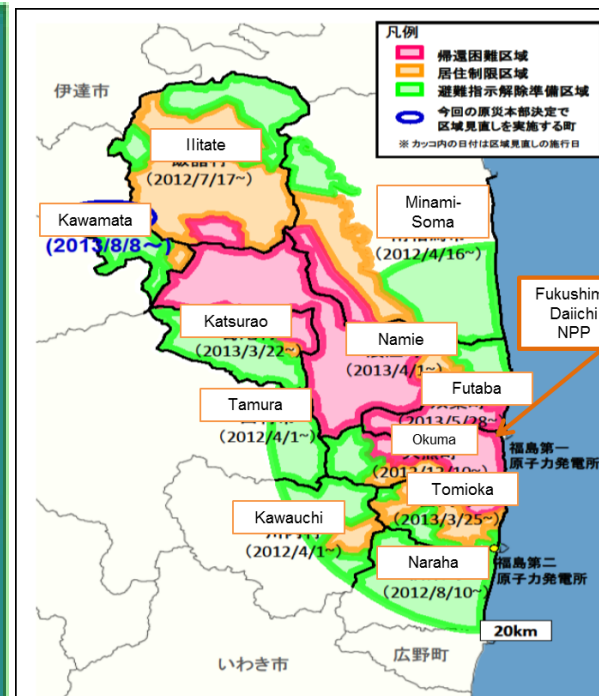 凡例
帰還困難区域
居住制限区域
避難指示解除準備区域
今回の原災本部決定で
区域見直しを実施する町
※ カッコ内の日付は区域見直しの施行日
伊達市
IIitate
(2012/7/17~)
Kawamata
(2013/8/8~)
Minami-
Soma
(2012/4/16~)
Fukushim
Daiichi
NPP
Katsurao
(2013/3/22~)
Namie
(2013/4/1~)
Futaba
(2013/5/28~)
Tamura
(2012/4/1~)
Okuma
福島第一
原子力発電所
Tomioka
(2013/3/25~)
Kawauchi
(2012/4/1~)
Naraha
(2012/8/10~)
福島第二
原子力発電所
20km
広野町
いわき市